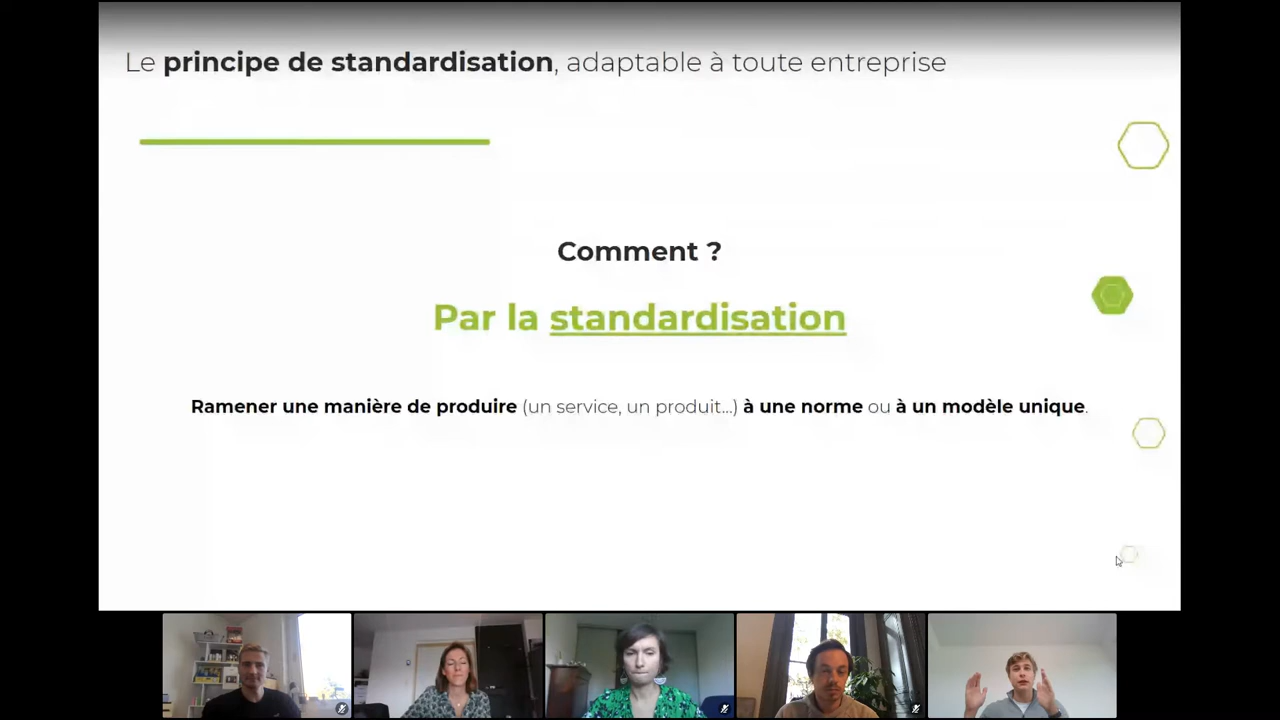 Le principe de standardisation, adaptable à toute entreprise
Comment ?
Par la standardisation
Ramener une manière de produire (un service, un produit...) à une norme ou à un modèle unique.